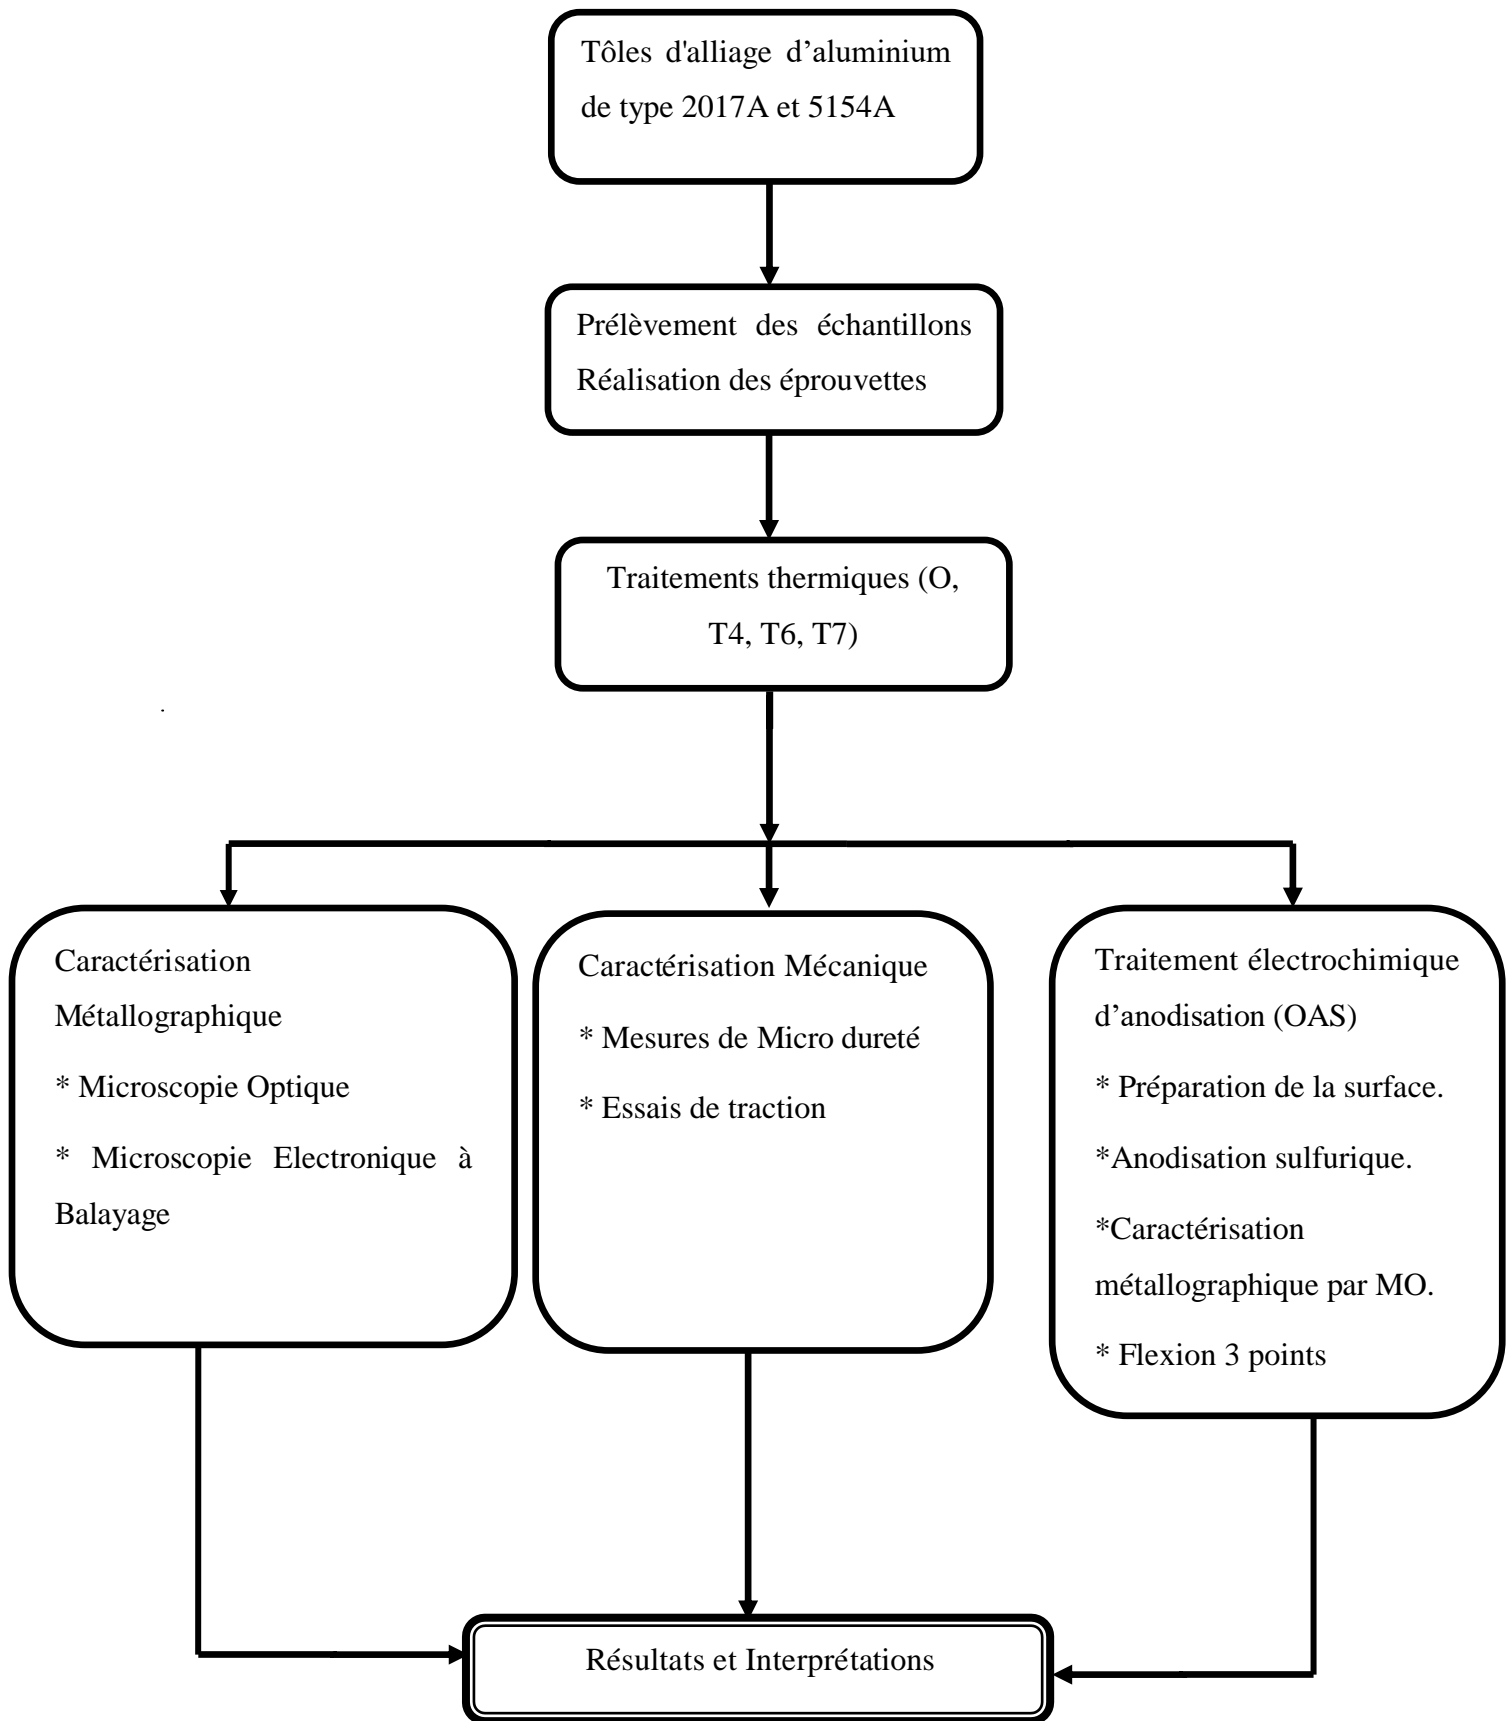 Tôles d'alliage d’aluminium
de type 2017A et 5154A
Prélèvement des échantillons
Réalisation des éprouvettes
Traitements thermiques (O,
T4, T6, T7)
Caractérisation
Métallographique
* Microscopie Optique
* Microscopie Electronique à
Balayage
Caractérisation Mécanique
* Mesures de Micro dureté
* Essais de traction
Traitement électrochimique
d’anodisation (OAS)
* Préparation de la surface.
*Anodisation sulfurique.
*Caractérisation
métallographique par MO.
* Flexion 3 points
Résultats et Interprétations